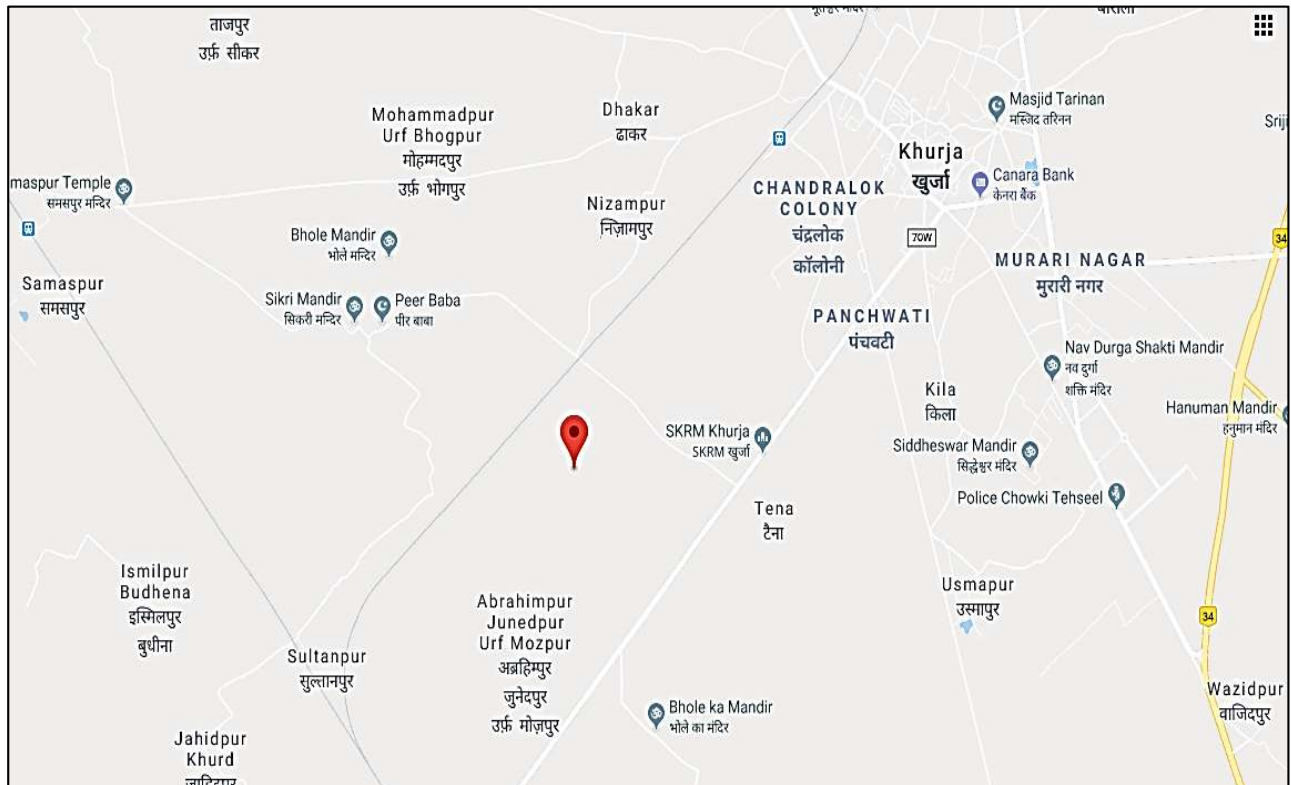 ताजपुर
उर्फ़ सीकर
Mohammadpur
Urf Bhogpur
मोहम्मदपुर
उर्फ़ भोगपुर
Dhakar
ढाकर
Masjid Tarinan
मस्जिद तरिनन
Khurja
खुर्जा
Canara Bank
केनरा बैंक
maspur Temple
समसपुर मन्दिर
Nizampur
निज़ामपुर
CHANDRALOK
COLONY
चंद्रलोक
कॉलोनी
70W
34
Bhole Mandir
भोले मन्दिर
MURARI NAGAR
मुरारी नगर
Samaspur
समसपुर
Sikri Mandir
सिकरी मन्दिर
Peer Baba
पीर बाबा
PANCHWATI
पंचवटी
Nav Durga Shakti Mandir
नव दुर्गा
शक्ति मंदिर
Kila
किला
Hanuman Mandir
हनुमान मंदिर
SKRM Khurja
SKRM खुर्जा
Siddheswar Mandir
सिद्धेश्वर मंदिर
Police Chowki Tehseel
Tena
टैना
Ismilpur
Budhena
इस्मिलपुर
बुधीना
Usmapur
उस्मापुर
Abrahimpur
Junedpur
Urf Mozpur
अब्रहिम्पुर
जुनेदपुर
उर्फ़ मोज़पुर
34
Sultanpur
सुल्तानपुर
Bhole ka Mandir
भोले का मंदिर
Wazidpur
वाजिदपुर
Jahidpur
Khurd